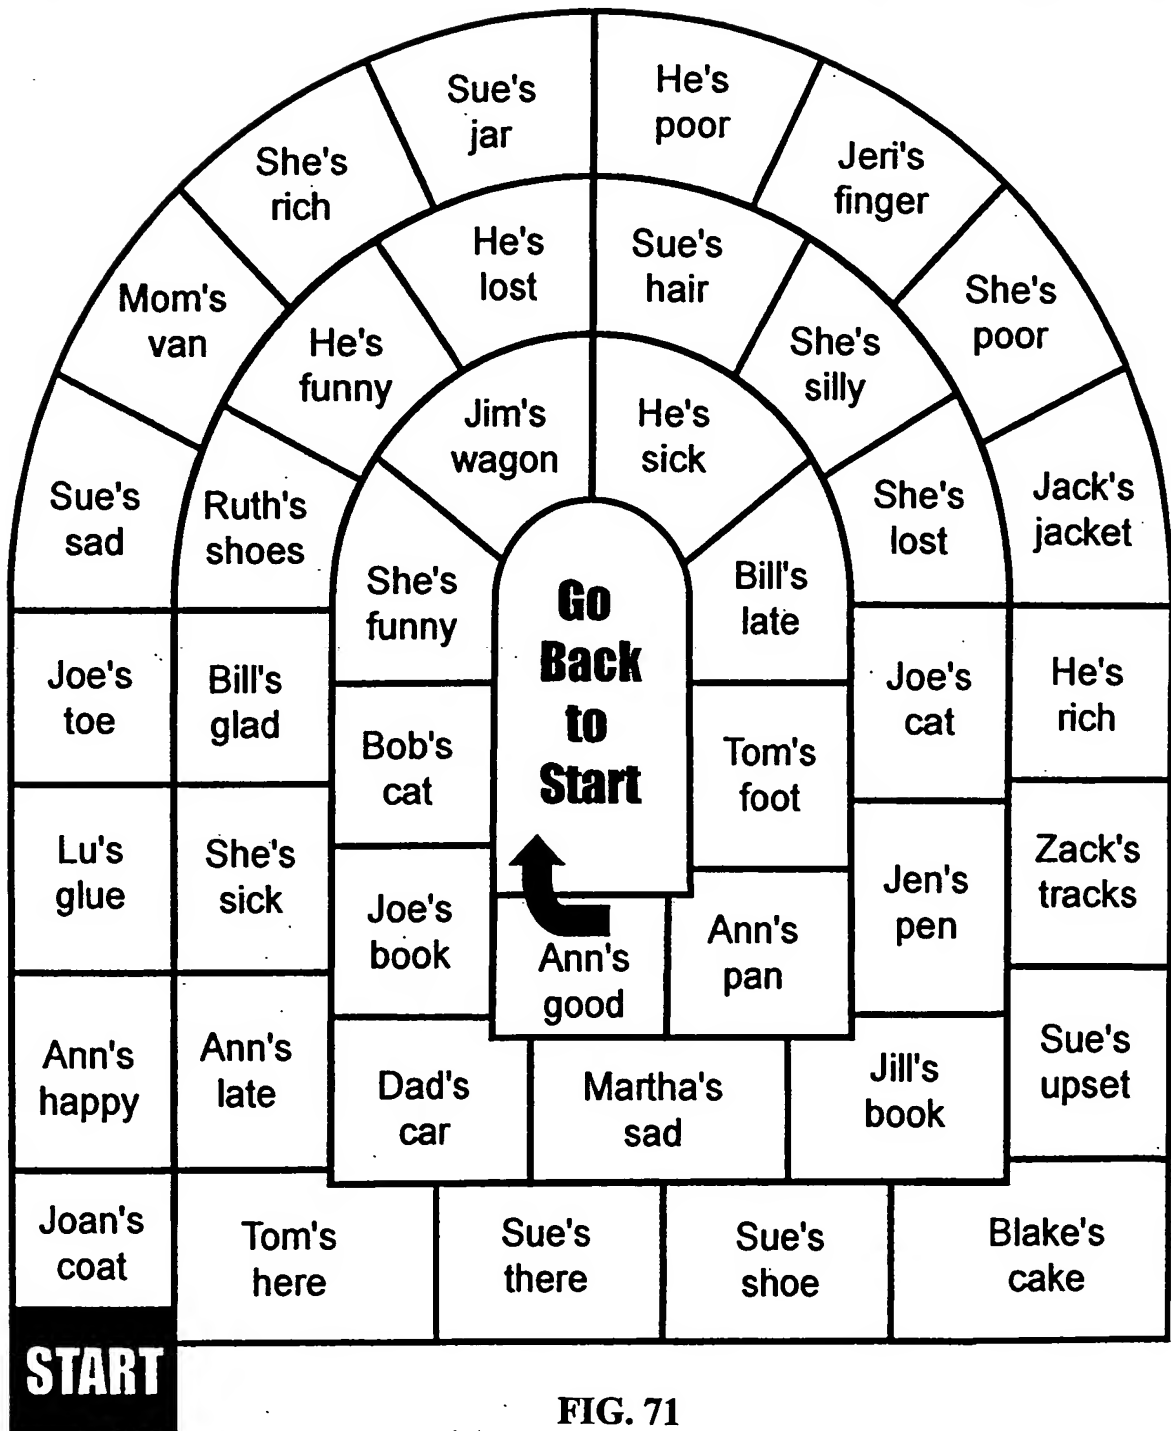 START
Joan's
coat
Ann's
happy
Lu's
glue
Joe's
toe
Sue's
sad
Mom's
van
She's
rich
Sue's
jar
He's
poor
Jeri's
finger
She's
poor
Jack's
jacket
He's
rich
Zack's
tracks
Sue's
upset
Blake's
cake
Sue's
shoe
Sue's
there
Tom's
here
Ann's
late
She's
sick
Bill's
glad
Ruth's
shoes
He's
funny
He's
lost
Sue's
hair
She's
silly
She's
lost
Joe's
cat
Jen's
pen
Jill's
book
Martha's
sad
Dad's
car
Joe's
book
Bob's
cat
She's
funny
Jim's
wagon
He's
sick
Bill's
late
Tom's
foot
Ann's
pan
Ann's
good
Go
Back
to
Start
FIG. 71